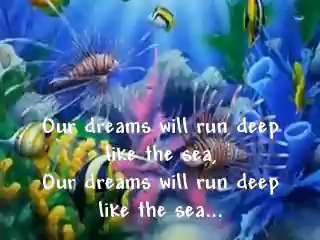 Our dreams will run deep
like the sea,
Our dreams will run deep
like the sea...